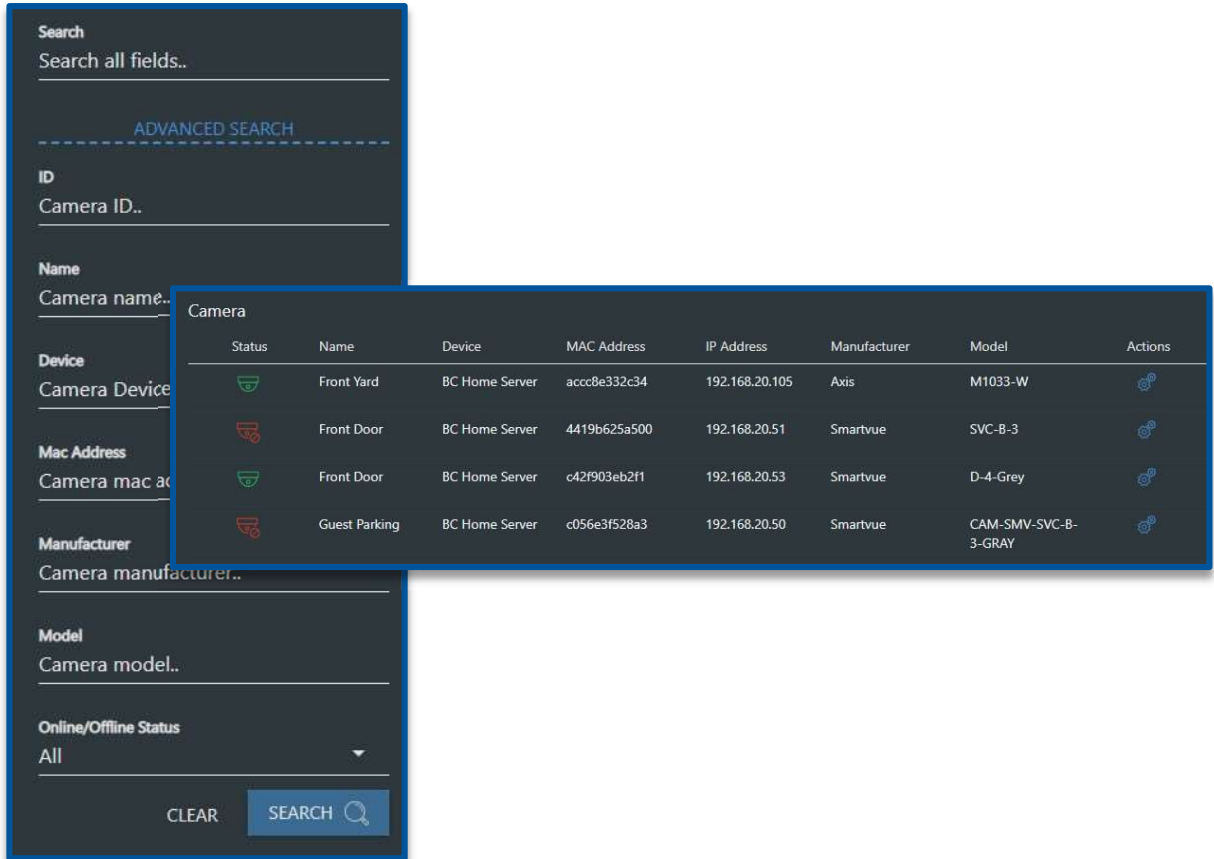 Search
Search all fields..
ADVANCED SEARCH
ID
Camera ID..
Name
Camera name..
Device
Camera Device
Mac Address
Camera mac
Manufacturer
Camera manufacturer..
Model
Camera model..
Online/Offline Status
All
CLEAR SEARCH
Camera
Status Name Device MAC Address IP Address Manufacturer Model Actions
Front Yard BC Home Server accc8e332c34 192.168.20.105 Axis M1033-W
Front Door BC Home Server 4419b625a500 192.168.20.51 Smartvue SVC-B-3
Front Door BC Home Server c42f903eb2f1 192.168.20.53 Smartvue D-4-Grey
Guest Parking BC Home Server c056e3f528a3 192.168.20.50 Smartvue CAM-SMV-SVC-B-
3-GRAY